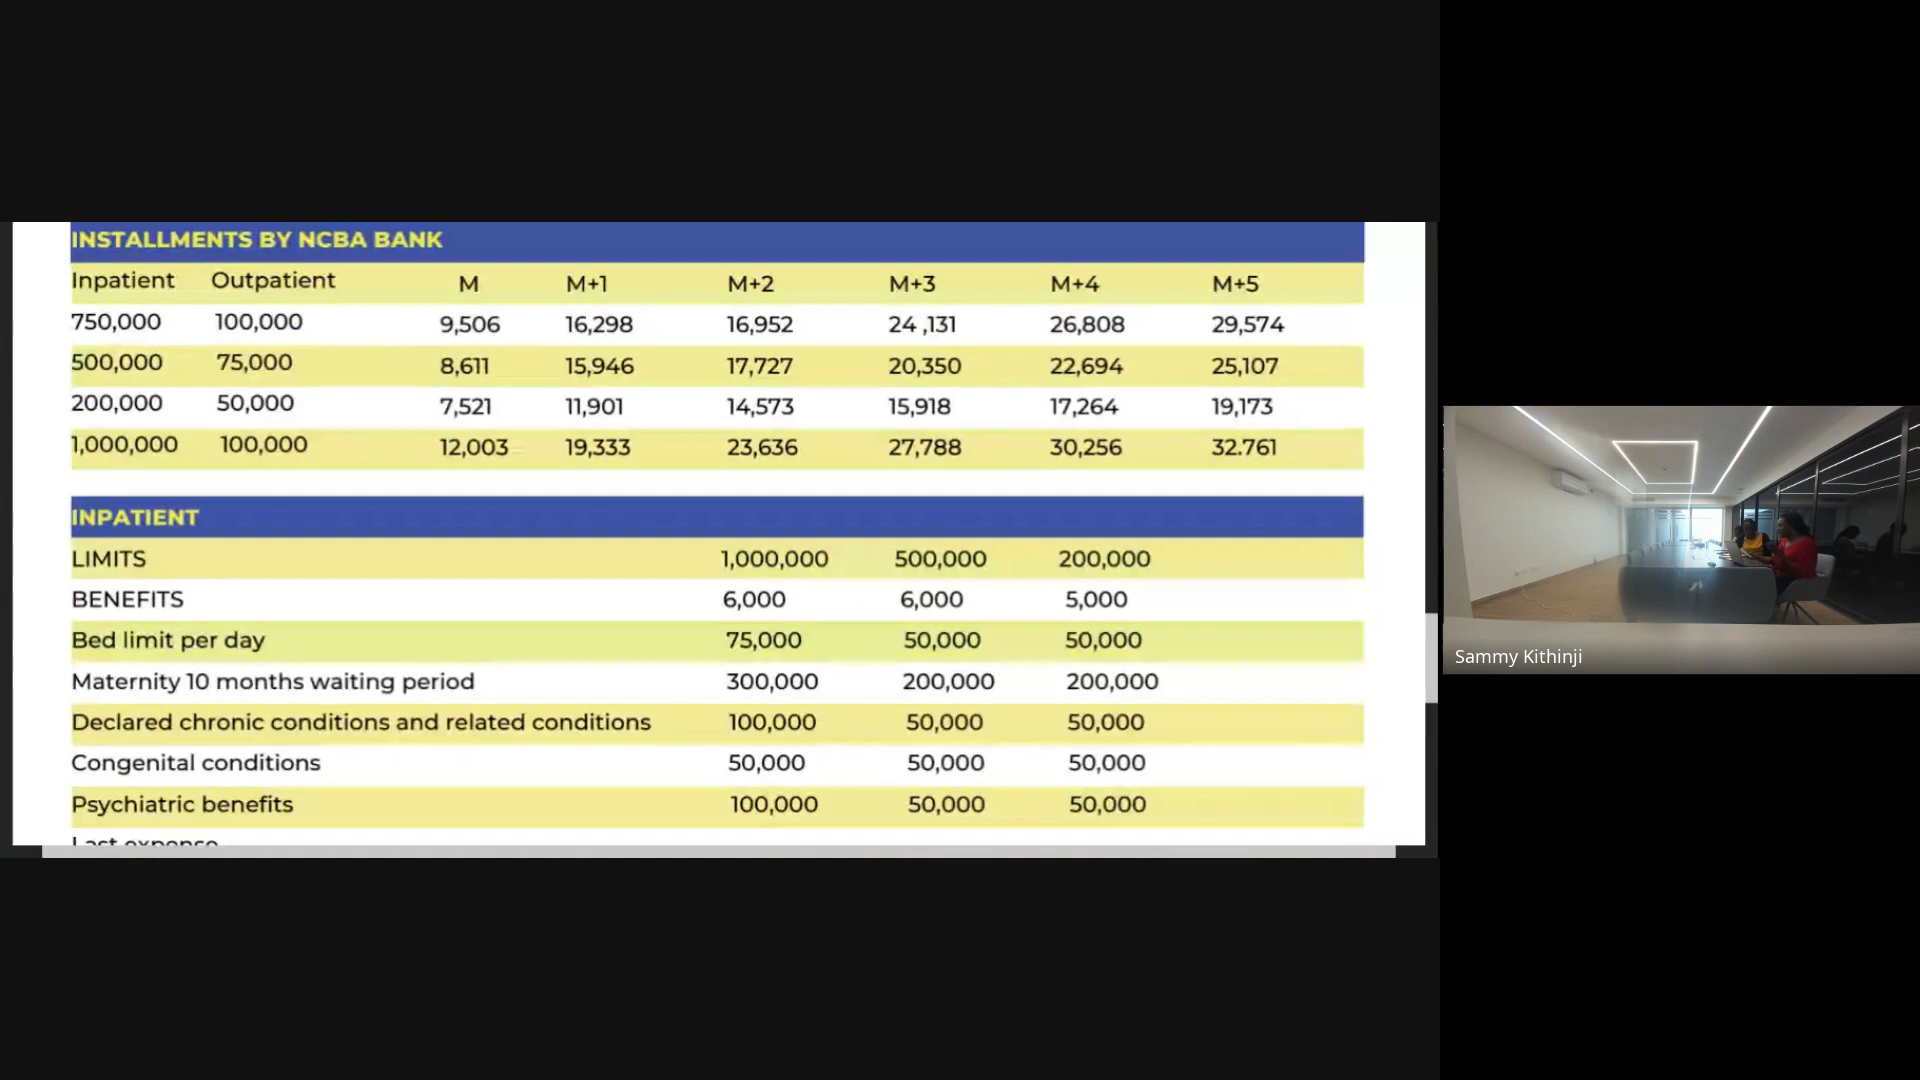 INSTALLMENTS BY NCBA BANK
Inpatient Outpatient M M+1 M+2 M+3 M+4 M+5
750,000 100,000 9,506 16,298 16,952 24 ,131 26,808 29,574
500,000 75,000 8,611 15,946 17,727 20,350 22,694 25,107
200,000 50,000 7,521 11,901 14,573 15,918 17,264 19,173
1,000,000 100,000 12,003 19,333 23,636 27,788 30,256 32.761
INPATIENT
LIMITS 1,000,000 500,000 200,000
BENEFITS 6,000 6,000 5,000
Bed limit per day 75,000 50,000 50,000
Maternity 10 months waiting period 300,000 200,000 200,000
Declared chronic conditions and related conditions 100,000 50,000 50,000
Congenital conditions 50,000 50,000 50,000
Psychiatric benefits 100,000 50,000 50,000
Last expense
Sammy Kithinji